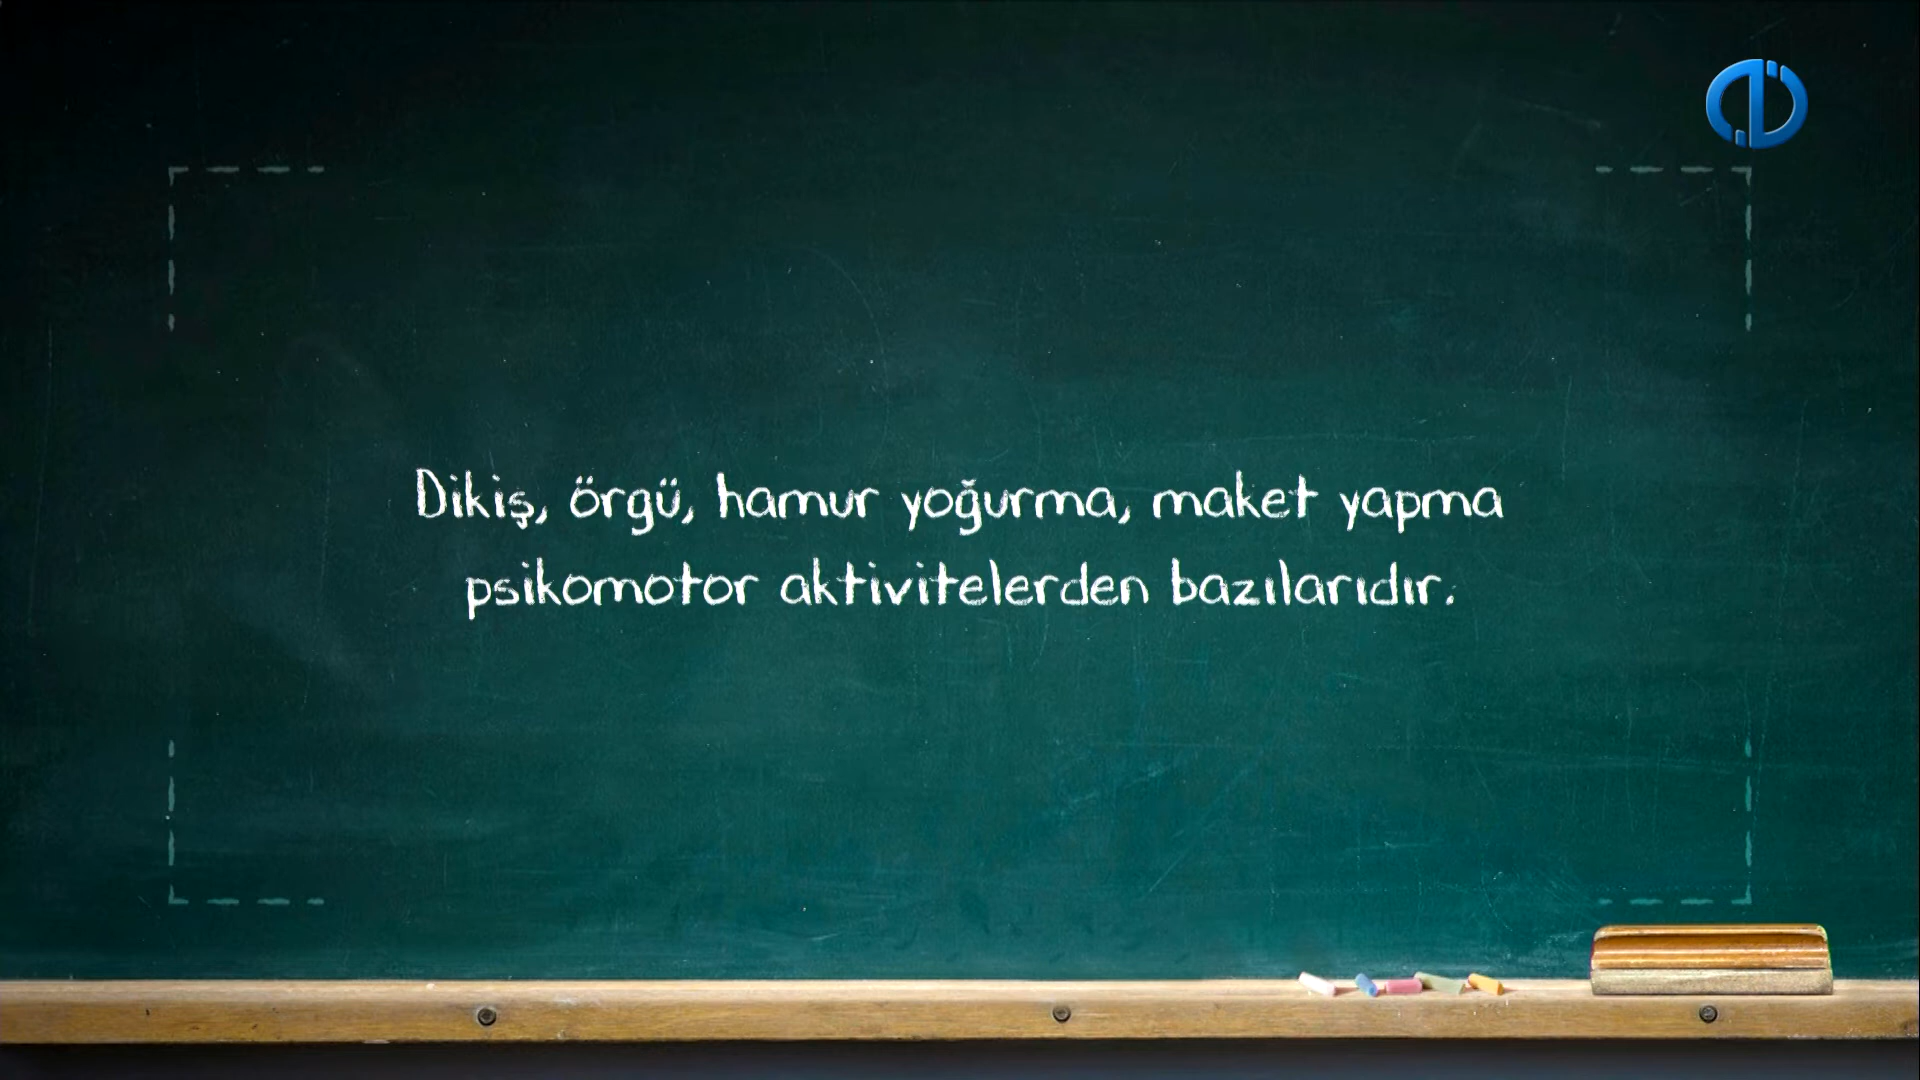 Dikiş, örgü, hamur yoğurma, maket yapma
psikomotor aktivitelerden bazılarıdır.